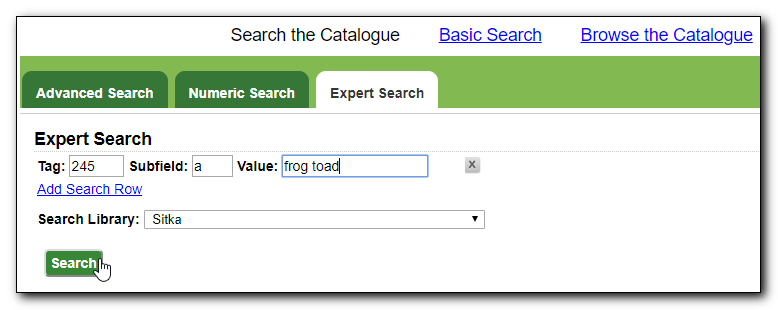 Search the Catalogue Basic Search Browse the Catalogue
Advanced Search Numeric Search Expert Search
Expert Search
Tag: 245 Subfield: a Value: frog toad X
Add Search Row
Search Library: Sitka
Search